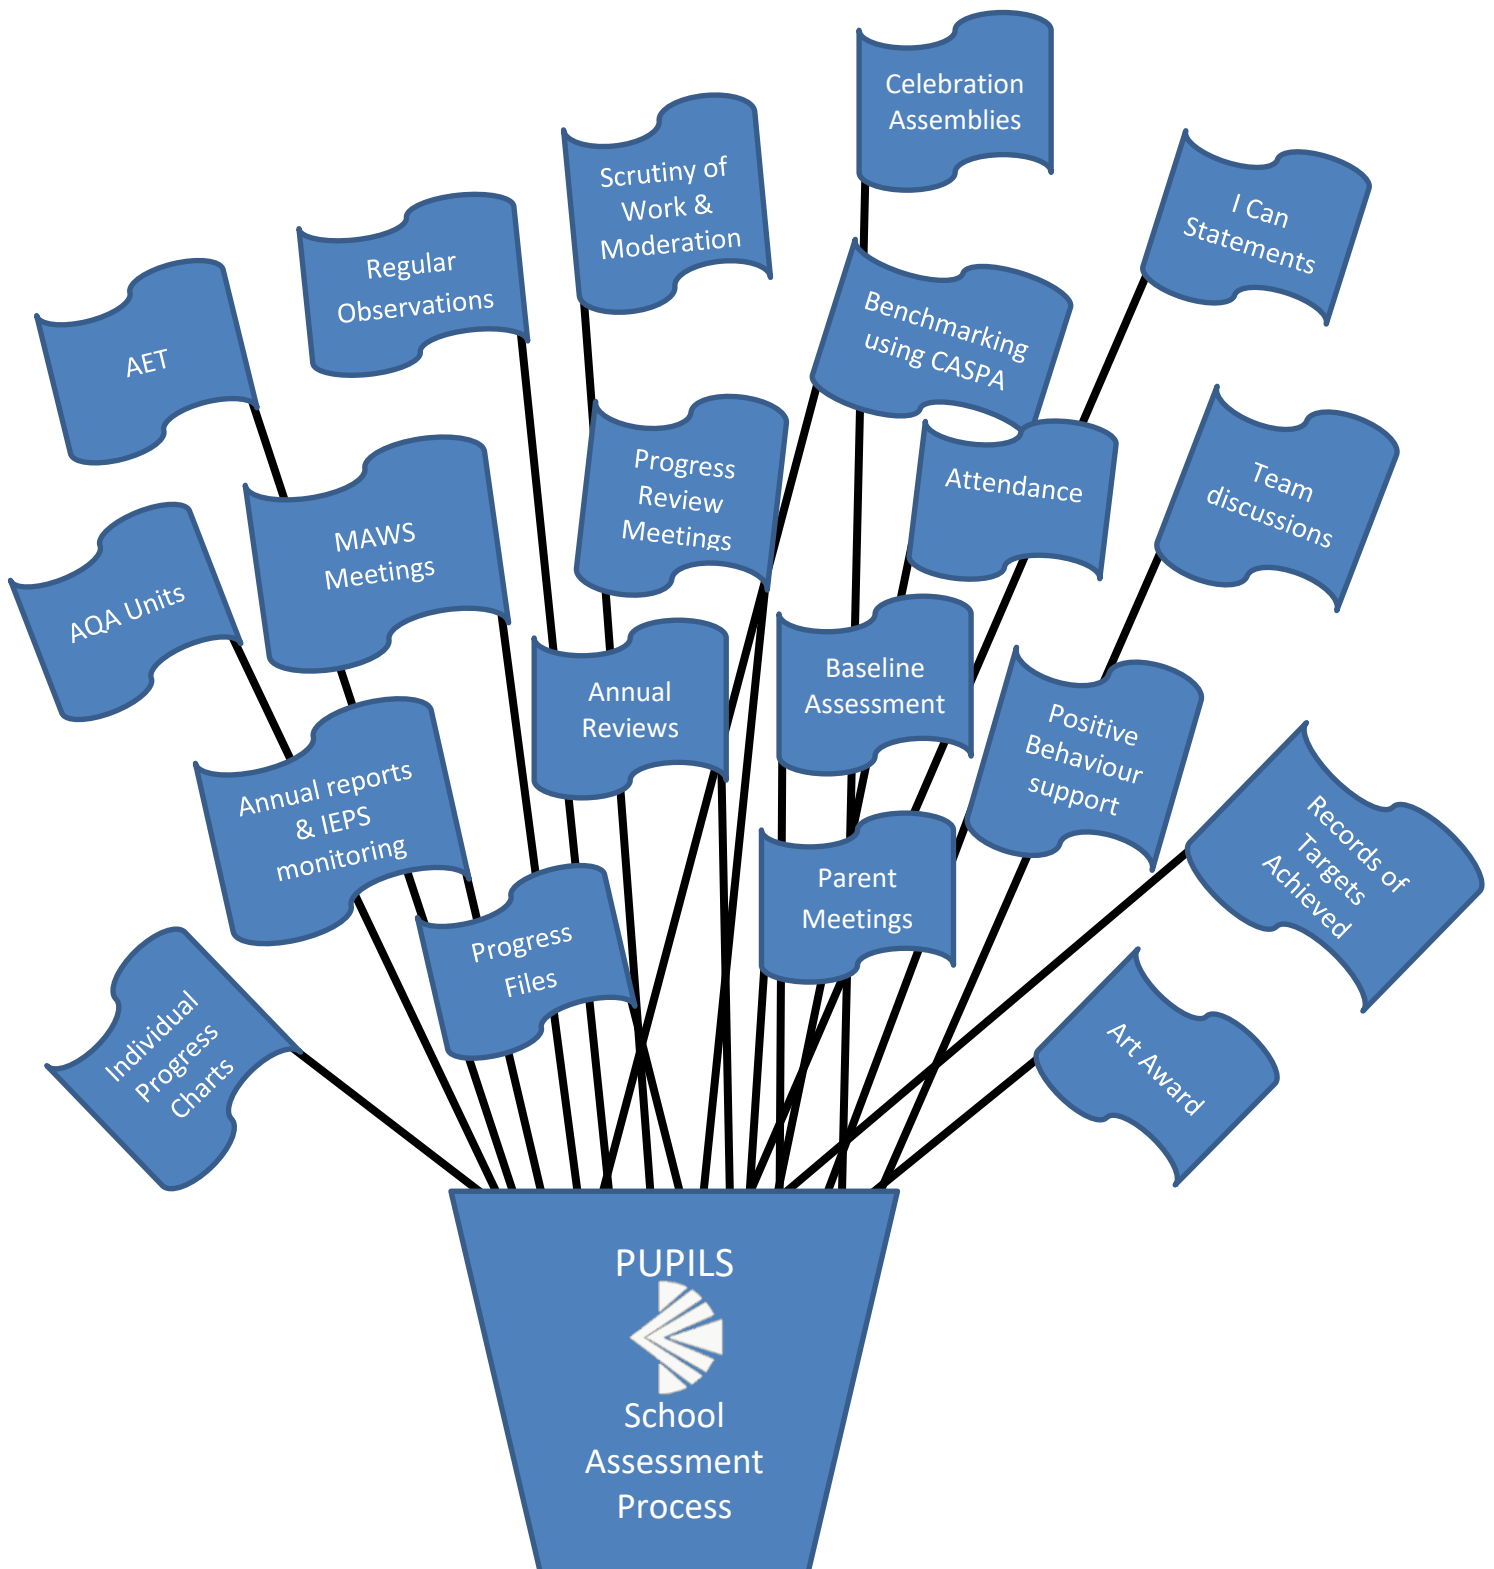 Celebration
Assemblies
Scrutiny of
Work &
Moderation
I Can
Statements
Regular
Observations
AET
Benchmarking
using CASPA
Progress
Review
Meetings
Attendance
Team
discussions
MAWS
Meetings
AQA Units
Annual
Reviews
Baseline
Assessment
Positive
Behaviour
support
Annual reports
& IEPS
monitoring
Records of
Targets
Achieved
Parent
Meetings
Progress
Files
Individual
Progress
Charts
Art Award
PUPILS
School
Assessment
Process